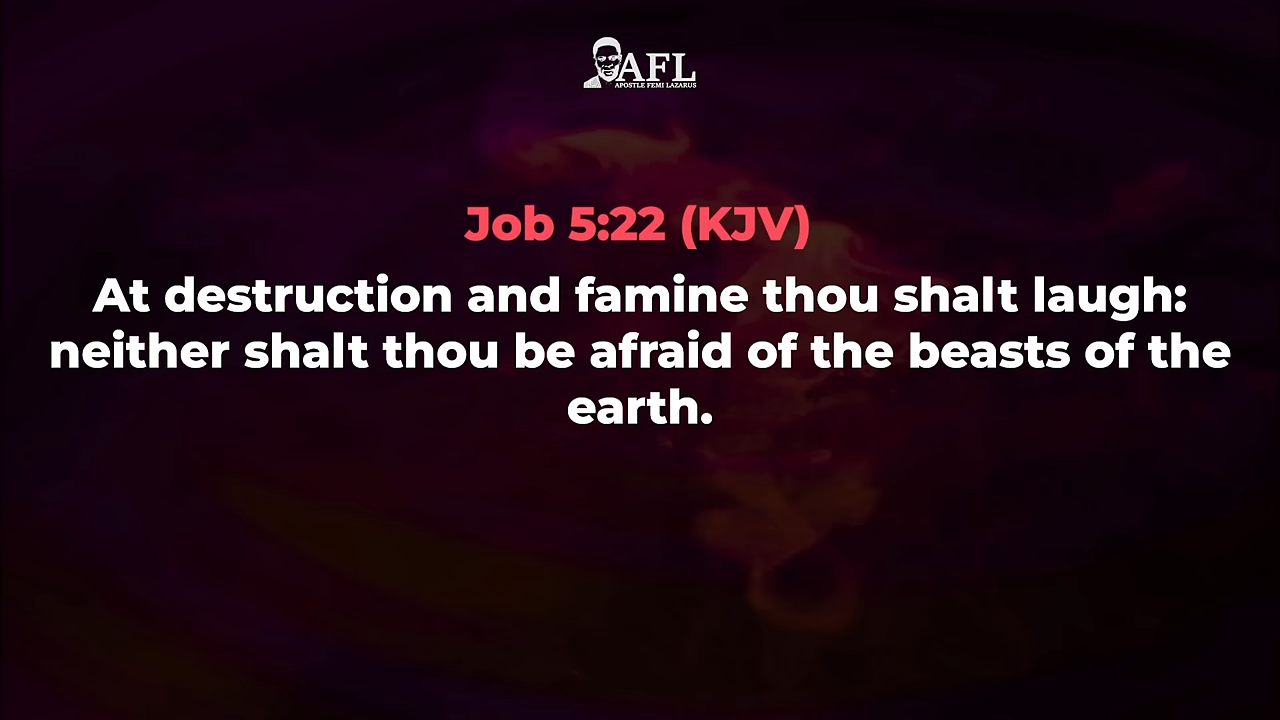 AFL
APOSTLE FEMI LAZARUS
Job 5:22 (KJV)
At destruction and famine thou shalt laugh:
neither shalt thou be afraid of the beasts of the
earth.